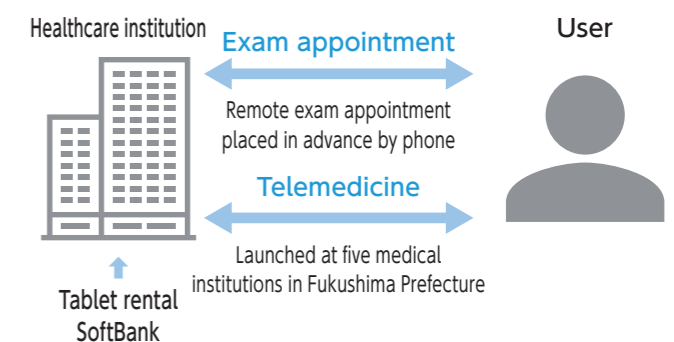 Healthcare institution
Exam appointment
User
Remote exam appointment
placed in advance by phone
Telemedicine
Launched at five medical
institutions in Fukushima Prefecture
Tablet rental
SoftBank